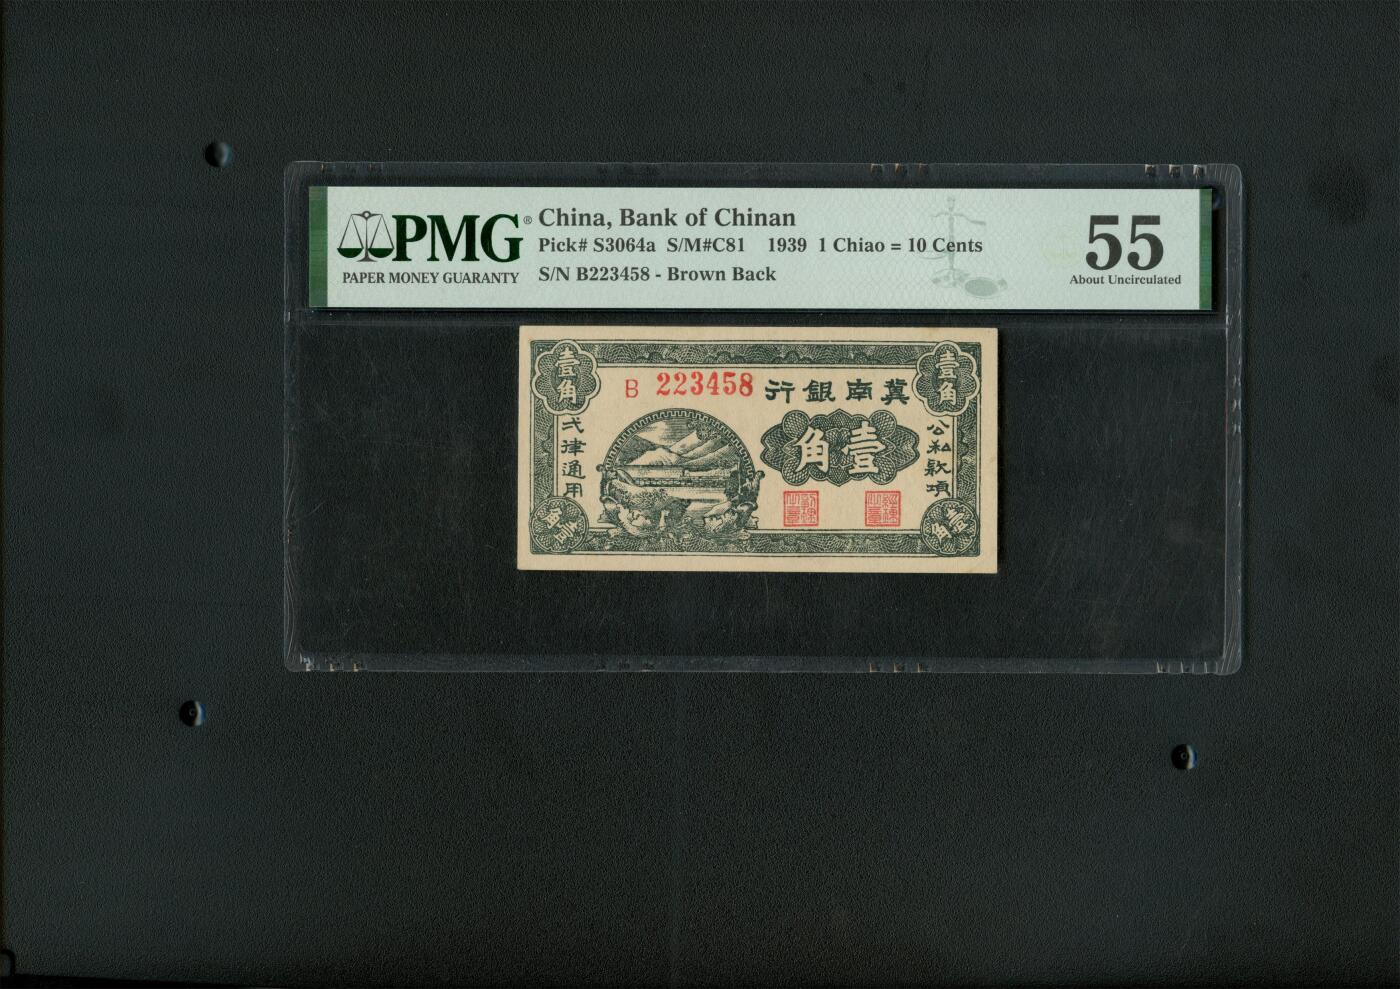 PMG®
PAPER MONEY GUARANTY
China, Bank of Chinan
Pick# S3064a S/M#C81 1939 1 Chiao = 10 Cents
S/N B223458 - Brown Back
55
About Uncirculated
壹角
壹角
B 223458
冀南銀行
公私款項
壹角
弍律通用
壹角
壹角